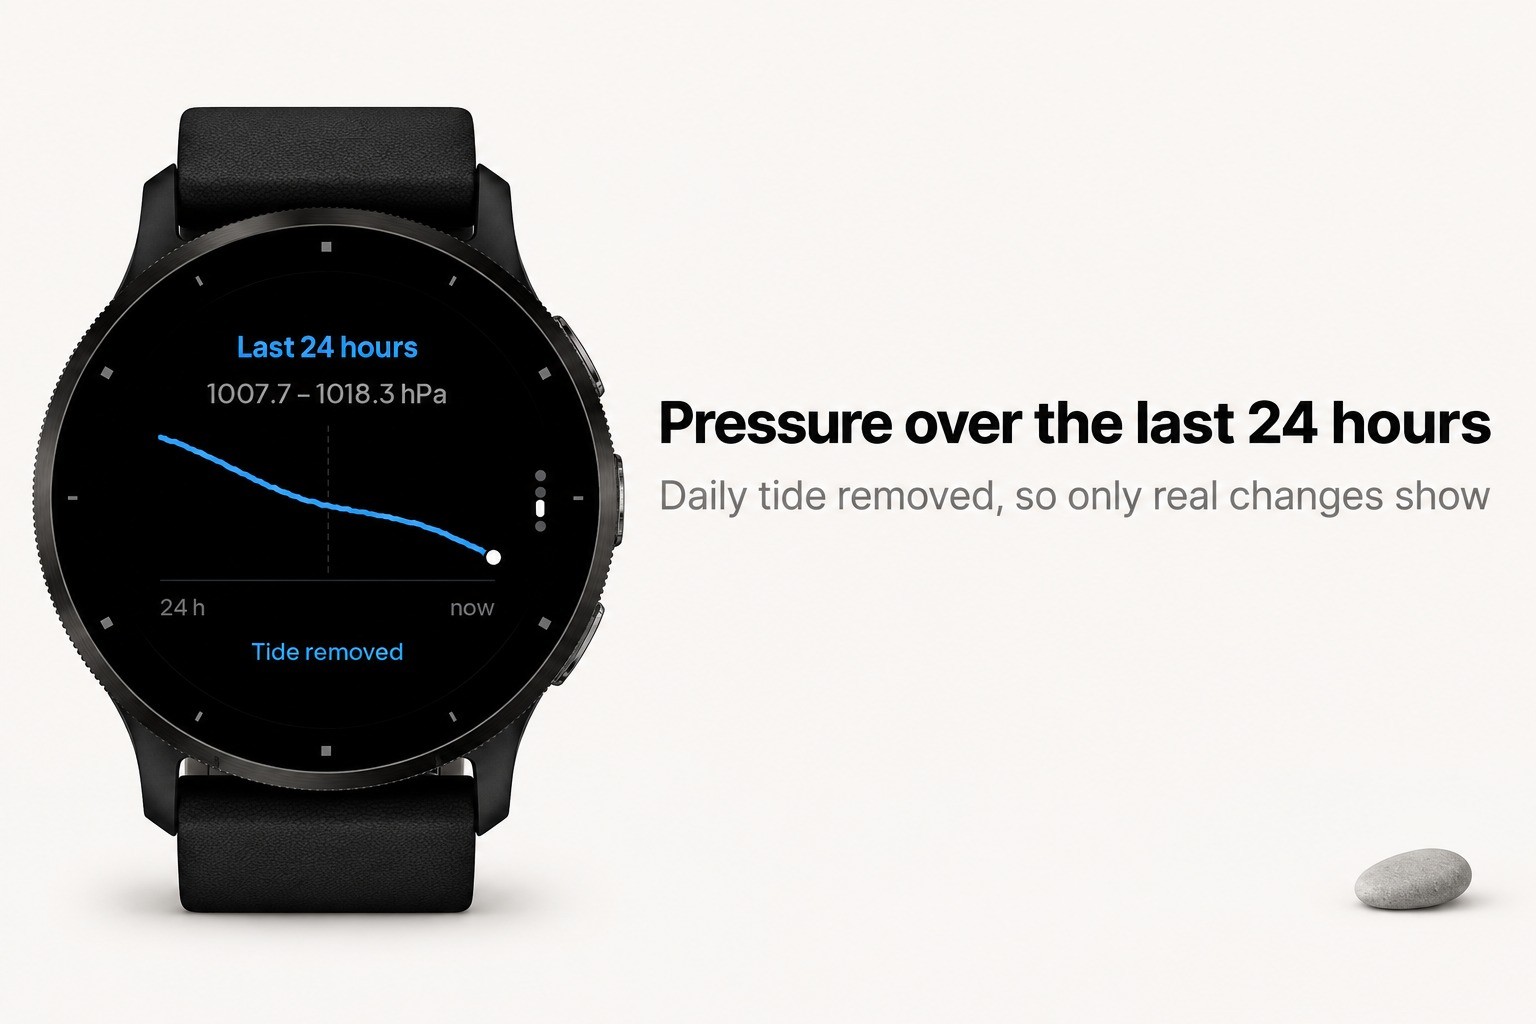 Last 24 hours
1007.7 – 1018.3 hPa
24 h
now
Tide removed
Pressure over the last 24 hours
Daily tide removed, so only real changes show